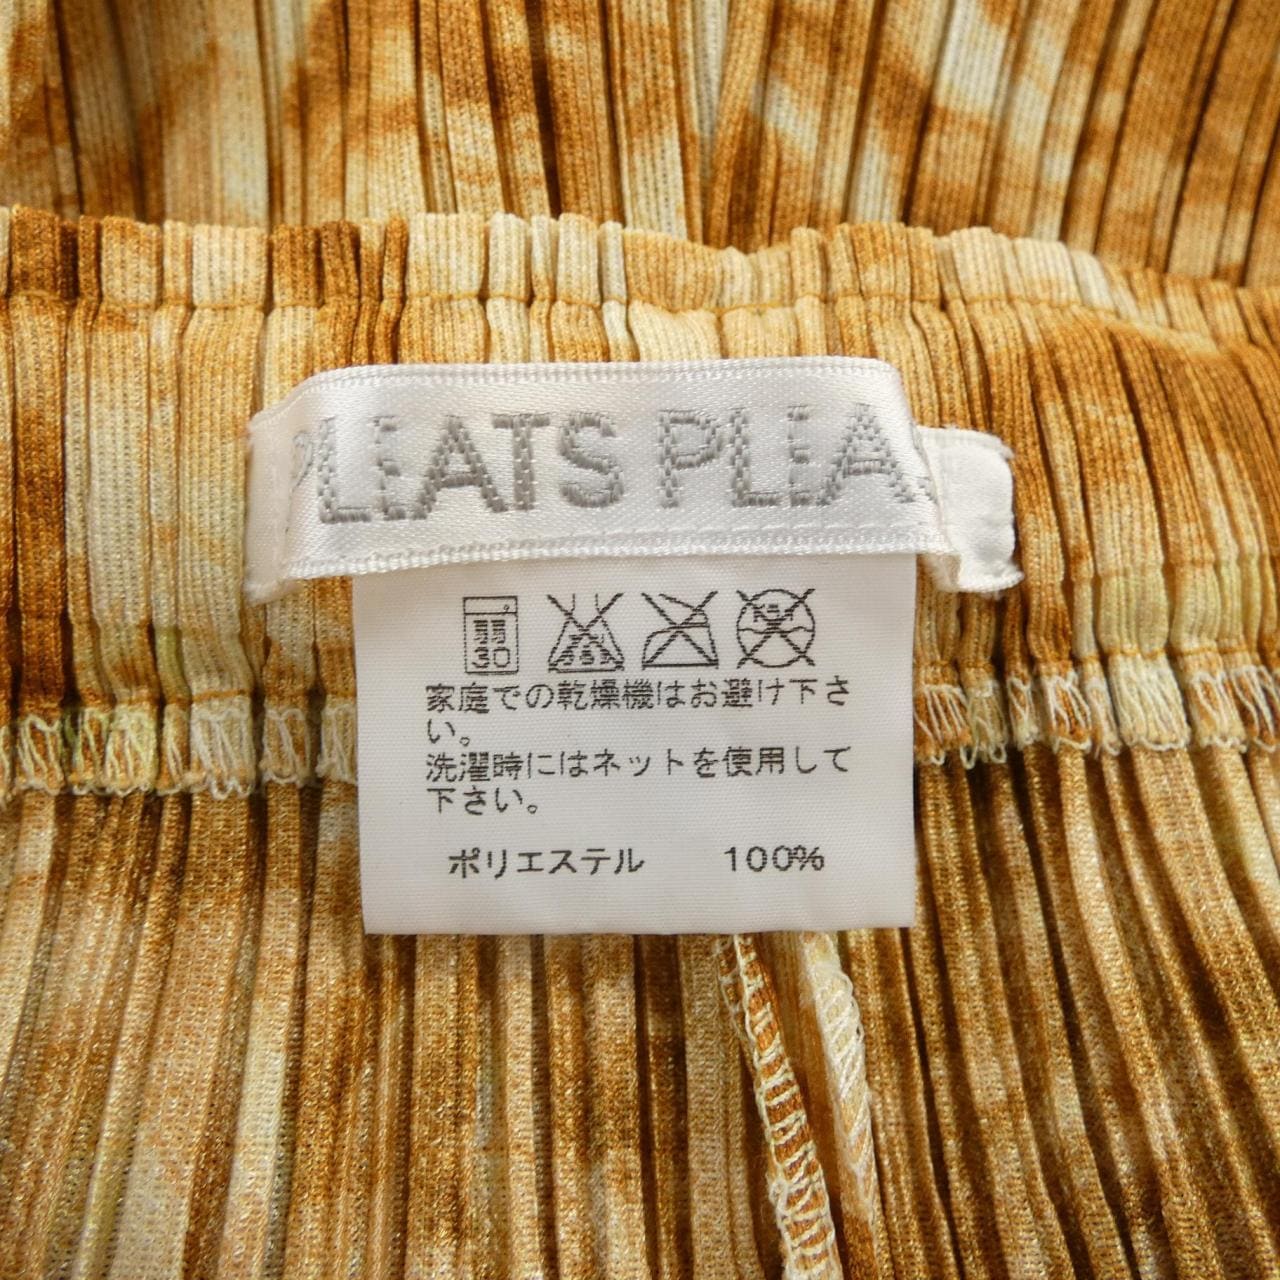 PLEATS PLEA
弱
30
家庭での乾燥機はお避け下さ
い。
洗濯時にはネットを使用して
下さい。
ポリエステル 100%